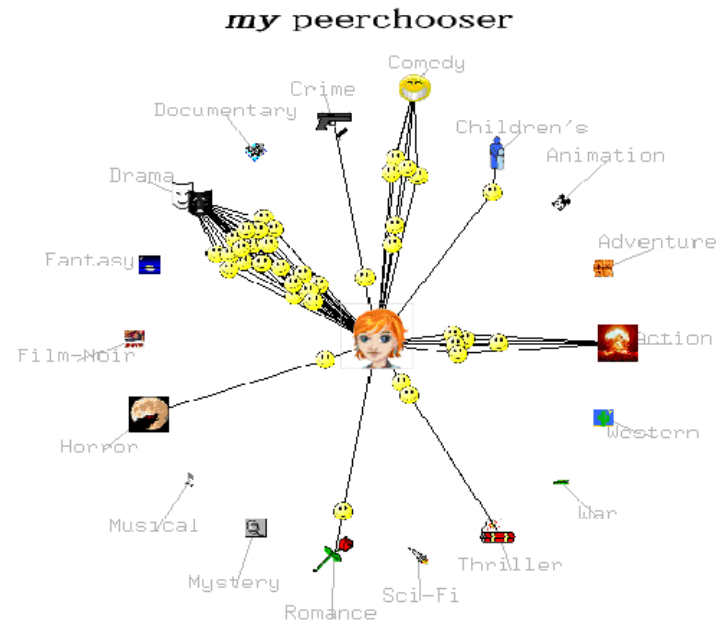 my peerchooser
Comedy
Crime
Children's
Documentary
Animation
Drama
Adventure
Fantasy
action
Film-Noir
Western
Horror
War
Musical
Thriller
Mystery
Sci-Fi
Romance